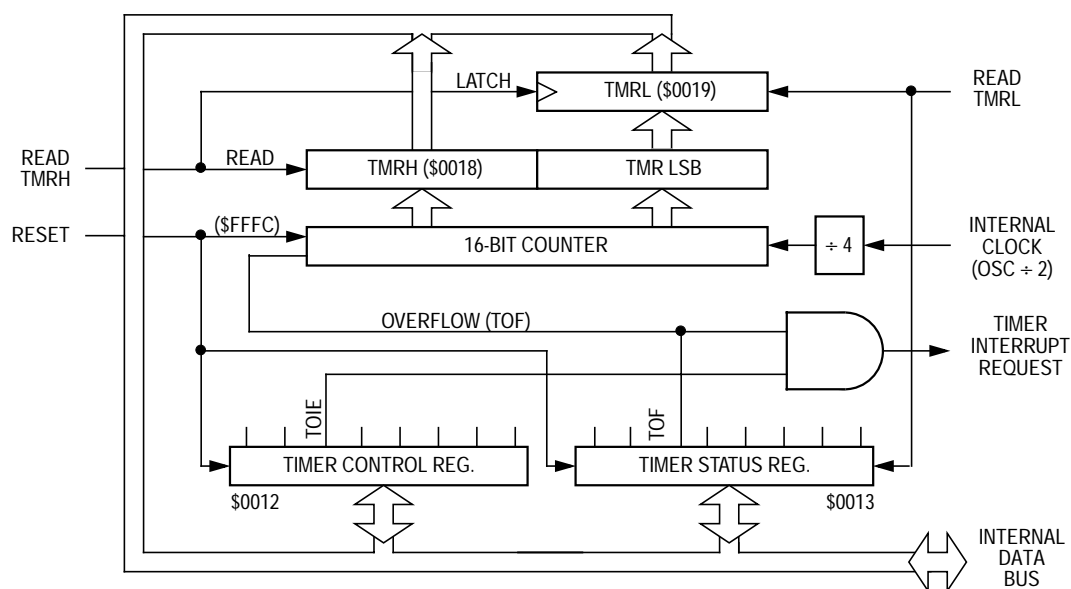 LATCH
TMRL ($0019)
READ
TMRL
READ
TMRH
READ
TMRH ($0018)
TMR LSB
RESET
($FFFC)
16-BIT COUNTER
÷ 4
INTERNAL
CLOCK
(OSC ÷ 2)
OVERFLOW (TOF)
TIMER
INTERRUPT
REQUEST
TOIE
TOF
TIMER CONTROL REG.
TIMER STATUS REG.
$0012
$0013
INTERNAL
DATA
BUS